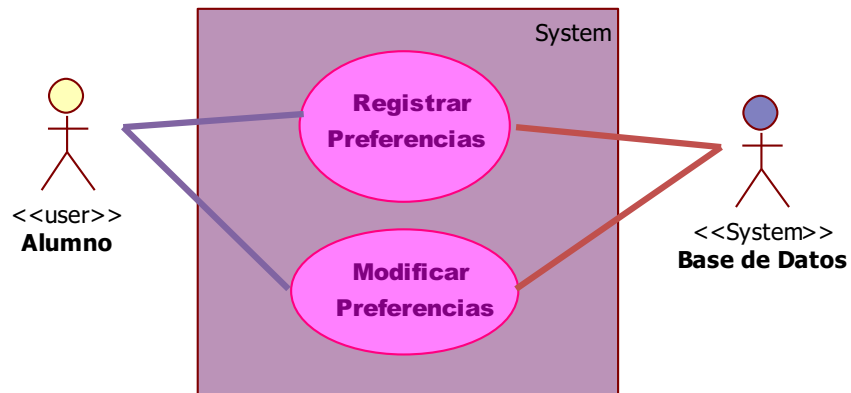 System
Registrar
Preferencias
<<user>>
Alumno
<<System>>
Base de Datos
Modificar
Preferencias